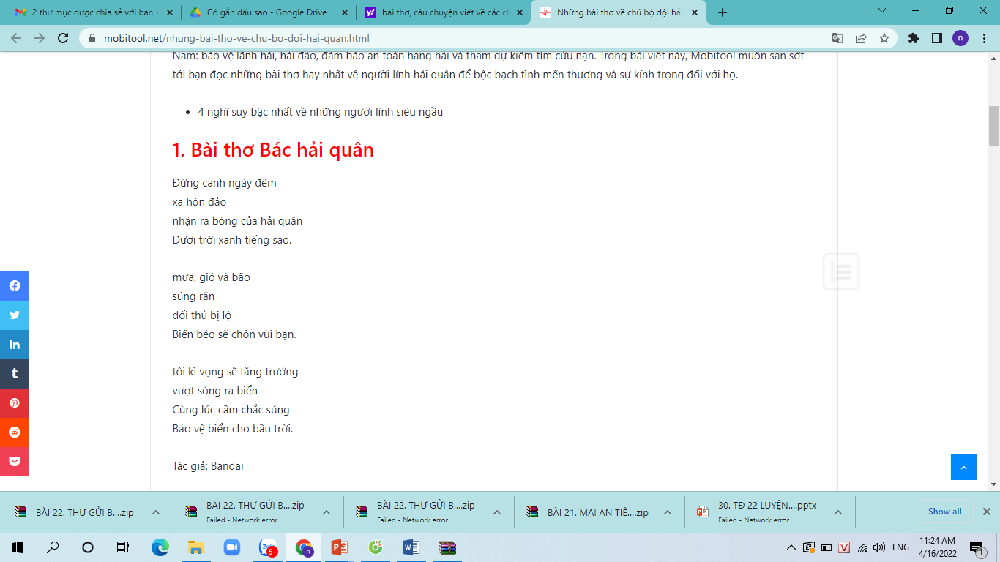 2 thư mục được chia sẻ với bạn -
Có gắn dấu sao - Google Drive
bài thơ, câu chuyện viết về các ch
Những bài thơ về chú bộ đội hải
mobitool.net/nhung-bai-tho-ve-chu-bo-doi-hai-quan.html
n
Nam: bảo vệ lãnh hải, hải đảo, đảm bảo an toàn hàng hải và tham dự kiếm tìm cứu nạn. Trong bài viết này, Mobitool muốn san sớt
tới bạn đọc những bài thơ hay nhất về người lính hải quân để bộc bạch tình mến thương và sự kính trọng đối với họ.
4 nghĩ suy bậc nhất về những người lính siêu ngầu
1. Bài thơ Bác hải quân
Đứng canh ngày đêm
xa hòn đảo
nhận ra bóng của hải quân
Dưới trời xanh tiếng sáo.
mưa, gió và bão
súng rắn
đối thủ bị lộ
Biển béo sẽ chôn vùi bạn.
tôi kì vọng sẽ tăng trưởng
vượt sóng ra biển
Cùng lúc cầm chắc súng
Bảo vệ biển cho bầu trời.
Tác giả: Bandai
BÀI 22. THƯ GỬI B....zip
BÀI 22. THƯ GỬI B....zip
Failed - Network error
BÀI 22. THƯ GỬI B....zip
Failed - Network error
BÀI 21. MAI AN TIÊ....zip
30. TĐ 22 LUYỆN....pptx
Failed - Network error
Show all
5+
ENG
11:24 AM
4/16/2022
1